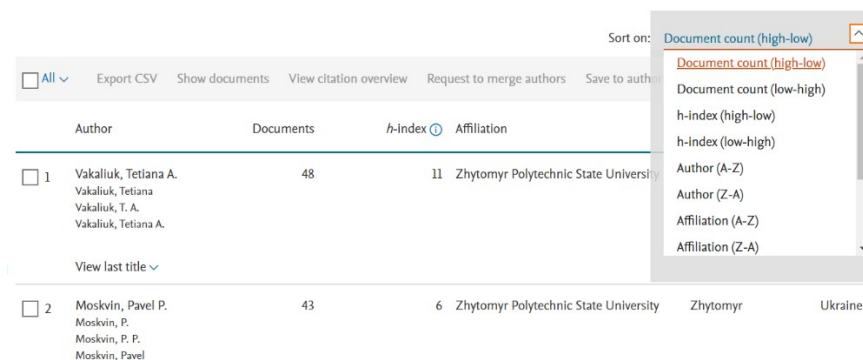 Sort on: Document count (high-low)
Document count (high-low)
Document count (low-high)
h-index (high-low)
h-index (low-high)
Author (A-Z)
Author (Z-A)
Affiliation (A-Z)
Affiliation (Z-A)
All Export CSV Show documents View citation overview Request to merge authors Save to autho
Author Documents h-index Affiliation
1 Vakaliuk, Tetiana A. 48 11 Zhytomyr Polytechnic State University
Vakaliuk, Tetiana
Vakaliuk, T. A.
Vakaliuk, Tetiana A.
View last title
2 Moskvin, Pavel P. 43 6 Zhytomyr Polytechnic State University Zhytomyr Ukraine
Moskvin, P.
Moskvin, P. P.
Moskvin, Pavel